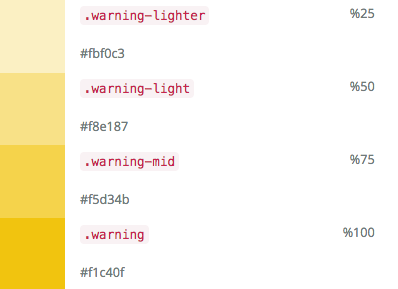 .warning-lighter %25
#fbf0c3
.warning-light %50
#f8e187
.warning-mid %75
#f5d34b
.warning %100
#f1c40f